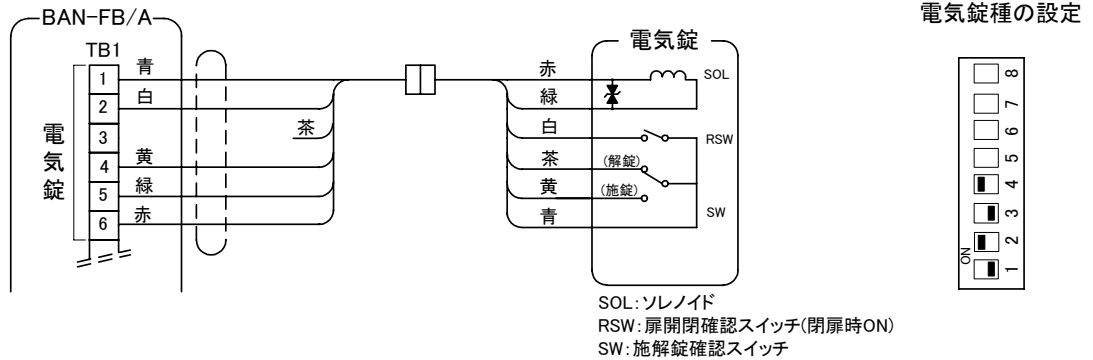 BAN-FB/A
TB1
電気錠
1 青
2 白
3 茶
4 黄
5 緑
6 赤
電気錠
赤 SOL
緑
白 RSW
茶 (解錠)
黄 (施錠)
青 SW
SOL:ソレノイド
RSW:扉開閉確認スイッチ(閉扉時ON)
SW:施解錠確認スイッチ
電気錠種の設定
8
7
6
5
4
3
2
1
ON